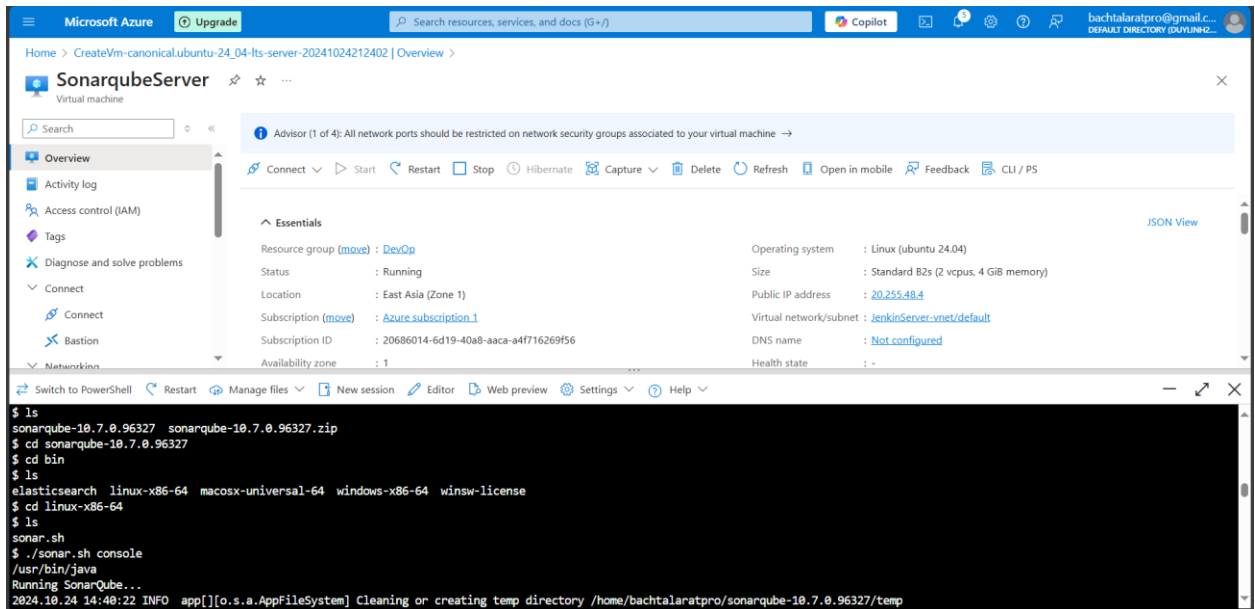 Microsoft Azure
Upgrade
Search resources, services, and docs (G+/)
Copilot
5
bachtalaratpro@gmail.c...
DEFAULT DIRECTORY (DUYLINH2...
Home > CreateVm-canonical.ubuntu-24_04-lts-server-20241024212402 | Overview >
SonarqubeServer
Virtual machine
Search
Advisor (1 of 4): All network ports should be restricted on network security groups associated to your virtual machine →
Overview
Activity log
Access control (IAM)
Tags
Diagnose and solve problems
Connect
Connect
Bastion
Networking
Connect Start Restart Stop Hibernate Capture Delete Refresh Open in mobile Feedback CLI / PS
Essentials
JSON View
Resource group (move) : DevOp
Status : Running
Location : East Asia (Zone 1)
Subscription (move) : Azure subscription 1
Subscription ID : 20686014-6d19-40a8-aaca-a4f716269f56
Availability zone : 1
Operating system : Linux (ubuntu 24.04)
Size : Standard B2s (2 vcpus, 4 GiB memory)
Public IP address : 20.255.48.4
Virtual network/subnet : JenkinServer-vnet/default
DNS name : Not configured
Health state : -
Switch to PowerShell Restart Manage files New session Editor Web preview Settings Help
$ ls
sonarqube-10.7.0.96327 sonarqube-10.7.0.96327.zip
$ cd sonarqube-10.7.0.96327
$ cd bin
$ ls
elasticsearch linux-x86-64 macosx-universal-64 windows-x86-64 winsw-license
$ cd linux-x86-64
$ ls
sonar.sh
$ ./sonar.sh console
/usr/bin/java
Running SonarQube...
2024.10.24 14:40:22 INFO app[][o.s.a.AppFileSystem] Cleaning or creating temp directory /home/bachtalaratpro/sonarqube-10.7.0.96327/temp